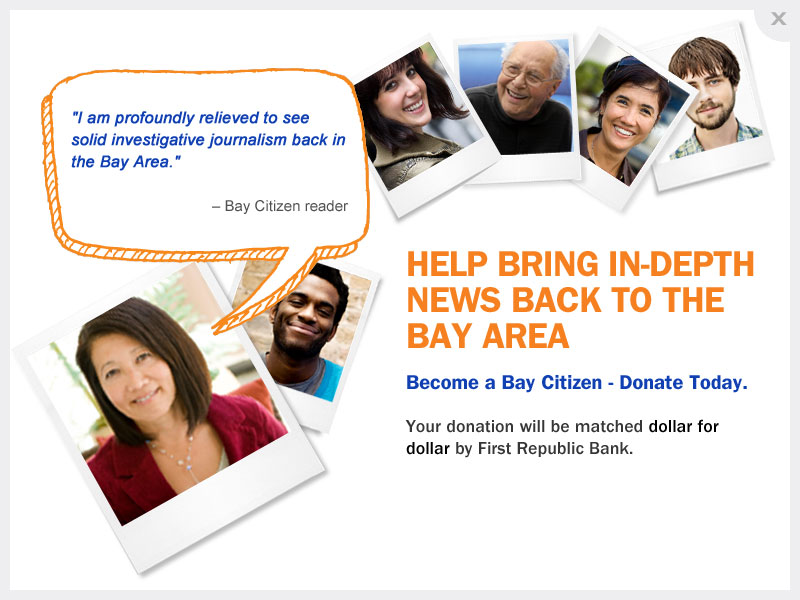 "I am profoundly relieved to see
solid investigative journalism back in
the Bay Area."
– Bay Citizen reader
HELP BRING IN-DEPTH
NEWS BACK TO THE
BAY AREA
Become a Bay Citizen - Donate Today.
Your donation will be matched dollar for
dollar by First Republic Bank.